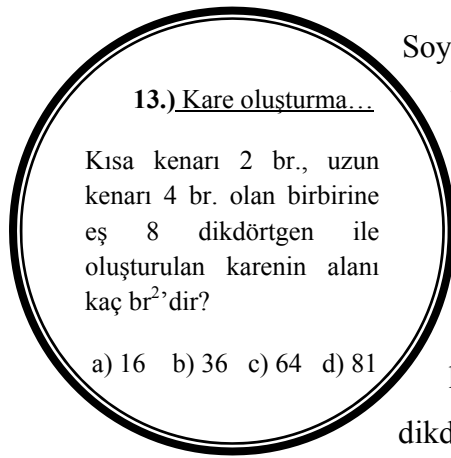 Soy
13.) Kare oluşturma…
Kısa kenarı 2 br., uzun
kenarı 4 br. olan birbirine
eş 8 dikdörtgen ile
oluşturulan karenin alanı
kaç br²’dir?
a) 16 b) 36 c) 64 d) 81
dikd